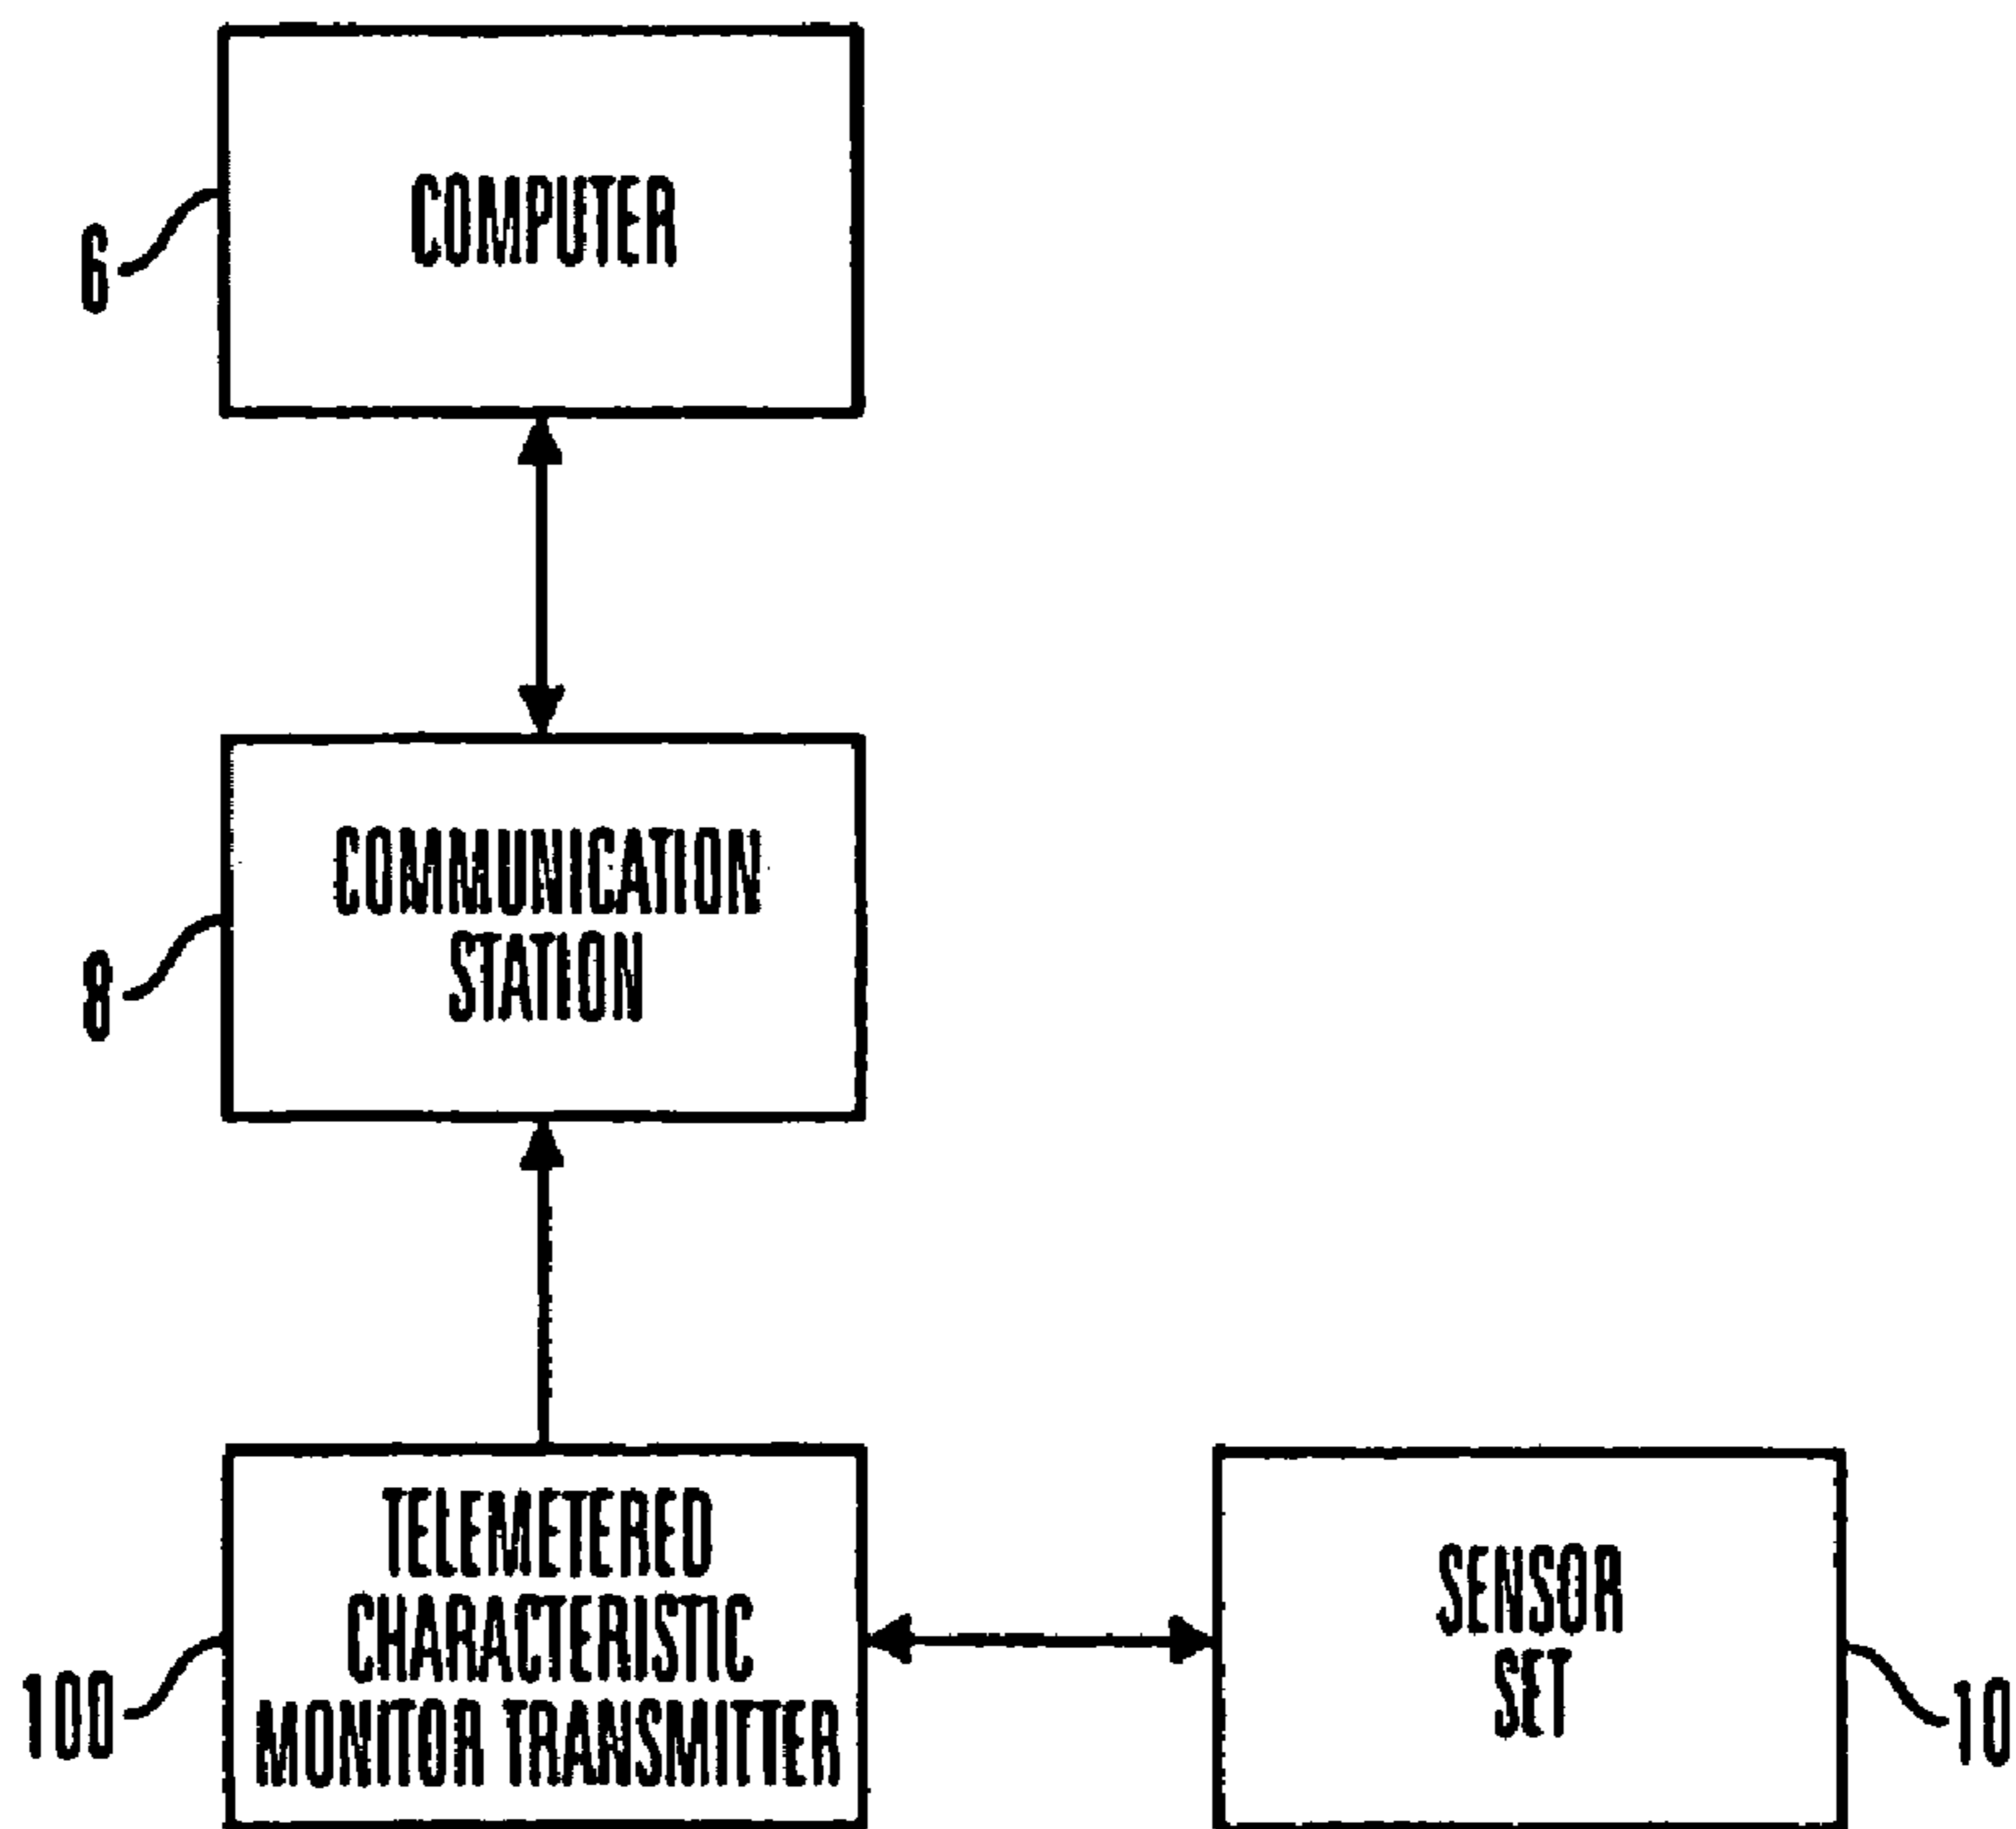 COMPUTER
6
COMMUNICATION
STATION
8
TELEMETERED
CHARACTERISTIC
MONITOR TRANSMITTER
100
SENSOR
SET
10